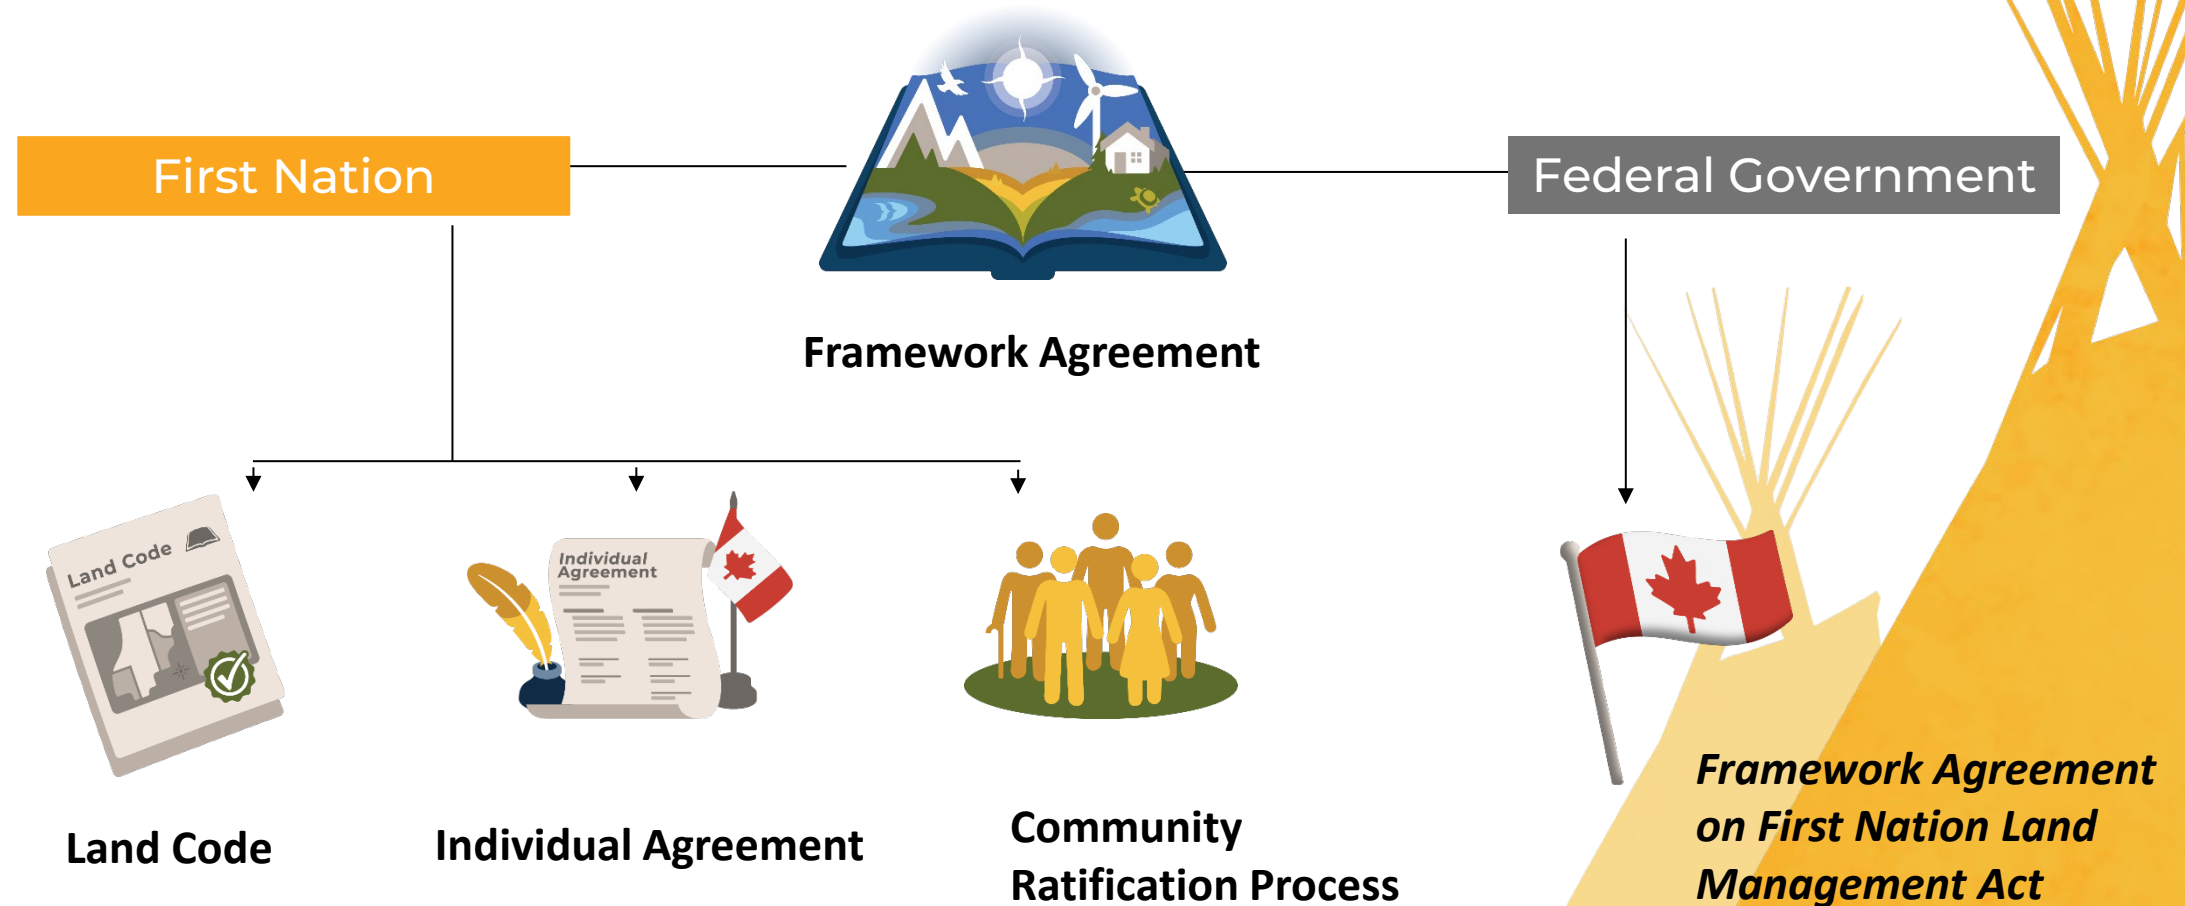 First Nation
Federal Government
Framework Agreement
Land Code
Individual
Agreement
Land Code
Individual Agreement
Community
Ratification Process
Framework Agreement
on First Nation Land
Management Act